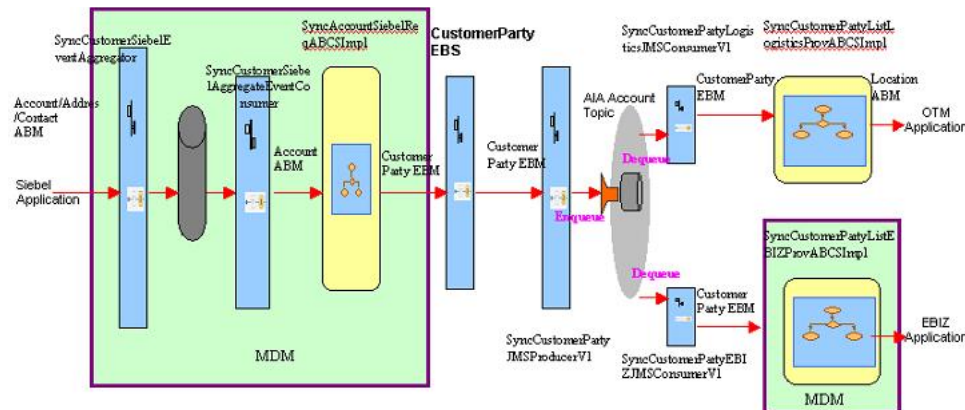 SyncCustomerSiebelE
ventAggregator
Account/Addres
/Contact
ABM
Siebel
Application
SyncCustomerSiebe
lAggregateEventCo
nsumer
SyncAccountSiebelRe
qABCSImpl
Account
ABM
MDM
CustomerParty
EBS
Customer
Party EBM
Customer
Party EBM
SyncCustomerParty
JMSProducerV1
Enqueue
AIA Account
Topic
Dequeue
Dequeue
SyncCustomerPartyLogis
ticsJMSConsumerV1
CustomerParty
EBM
SyncCustomerPartyListL
ogisticsProvABCSImpl
Location
ABM
OTM
Application
SyncCustomerPartyEBI
ZJMSConsumerV1
Customer
Party EBM
SyncCustomerPartyListE
BIZProvABCSImpl
MDM
EBIZ
Application